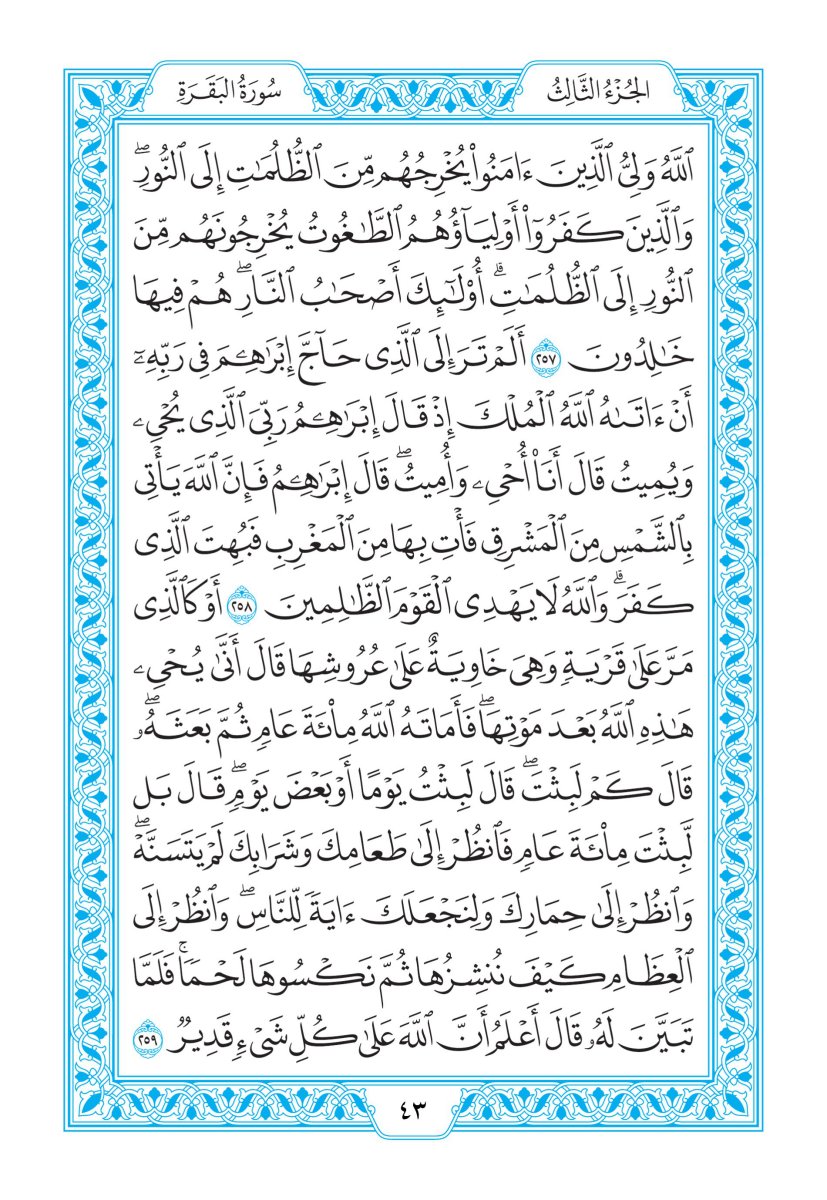 الجُزْءُ الثَّالِثُ
سُورَةُ البَقَرَةِ
ٱللَّهُ وَلِىُّ ٱلَّذِينَ ءَامَنُوا۟ يُخْرِجُهُم مِّنَ ٱلظُّلُمَٰتِ إِلَى ٱلنُّورِۖ
وَٱلَّذِينَ كَفَرُوٓا۟ أَوْلِيَآؤُهُمُ ٱلطَّٰغُوتُ يُخْرِجُونَهُم مِّنَ
ٱلنُّورِ إِلَى ٱلظُّلُمَٰتِۗ أُو۟لَٰٓئِكَ أَصْحَٰبُ ٱلنَّارِۖ هُمْ فِيهَا
خَٰلِدُونَ ٢٥٧ أَلَمْ تَرَ إِلَى ٱلَّذِى حَآجَّ إِبْرَٰهِۦمَ فِى رَبِّهِۦٓ
أَنْ ءَاتَىٰهُ ٱللَّهُ ٱلْمُلْكَ إِذْ قَالَ إِبْرَٰهِۦمُ رَبِّىَ ٱلَّذِى يُحْىِۦ
وَيُمِيتُ قَالَ أَنَا۠ أُحْىِۦ وَأُمِيتُۖ قَالَ إِبْرَٰهِۦمُ فَإِنَّ ٱللَّهَ يَأْتِى
بِٱلشَّمْسِ مِنَ ٱلْمَشْرِقِ فَأْتِ بِهَا مِنَ ٱلْمَغْرِبِ فَبُهِتَ ٱلَّذِى
كَفَرَۗ وَٱللَّهُ لَا يَهْدِى ٱلْقَوْمَ ٱلظَّٰلِمِينَ ٢٥٨ أَوْ كَٱلَّذِى
مَرَّ عَلَىٰ قَرْيَةٍ وَهِىَ خَاوِيَةٌ عَلَىٰ عُرُوشِهَا قَالَ أَنَّىٰ يُحْىِۦ
هَٰذِهِ ٱللَّهُ بَعْدَ مَوْتِهَاۖ فَأَمَاتَهُ ٱللَّهُ مِا۟ئَةَ عَامٍ ثُمَّ بَعَثَهُۥۖ
قَالَ كَمْ لَبِثْتَۖ قَالَ لَبِثْتُ يَوْمًا أَوْ بَعْضَ يَوْمٍۖ قَالَ بَل
لَّبِثْتَ مِا۟ئَةَ عَامٍ فَٱنظُرْ إِلَىٰ طَعَامِكَ وَشَرَابِكَ لَمْ يَتَسَنَّهْۖ
وَٱنظُرْ إِلَىٰ حِمَارِكَ وَلِنَجْعَلَكَ ءَايَةً لِّلنَّاسِۖ وَٱنظُرْ إِلَى
ٱلْعِظَامِ كَيْفَ نُنشِزُهَا ثُمَّ نَكْسُوهَا لَحْمًاۚ فَلَمَّا
تَبَيَّنَ لَهُۥ قَالَ أَعْلَمُ أَنَّ ٱللَّهَ عَلَىٰ كُلِّ شَىْءٍ قَدِيرٌ ٢٥٩
٤٣